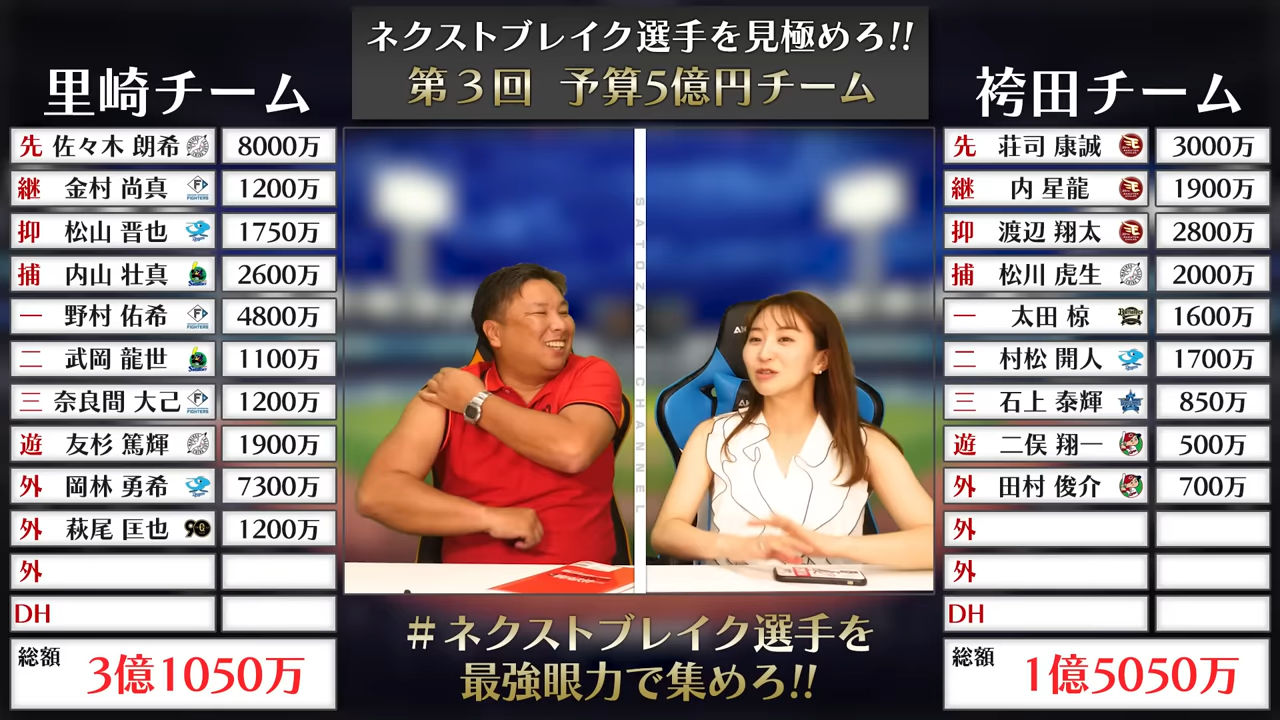 ネクストブレイク選手を見極めろ!!
第3回 予算5億円チーム
里崎チーム
先 佐々木 朗希 8000万
継 金村 尚真 1200万
抑 松山 晋也 1750万
捕 内山 壮真 2600万
一 野村 佑希 4800万
二 武岡 龍世 1100万
三 奈良間 大己 1200万
遊 友杉 篤輝 1900万
外 岡林 勇希 7300万
外 萩尾 匡也 1200万
外
DH
総額 3億1050万
SATOZAKI CHANNEL
袴田チーム
先 荘司 康誠 3000万
継 内 星龍 1900万
抑 渡辺 翔太 2800万
捕 松川 虎生 2000万
一 太田 椋 1600万
二 村松 開人 1700万
三 石上 泰輝 850万
遊 二俣 翔一 500万
外 田村 俊介 700万
外
外
DH
総額 1億5050万
#ネクストブレイク選手を
最強眼力で集めろ!!